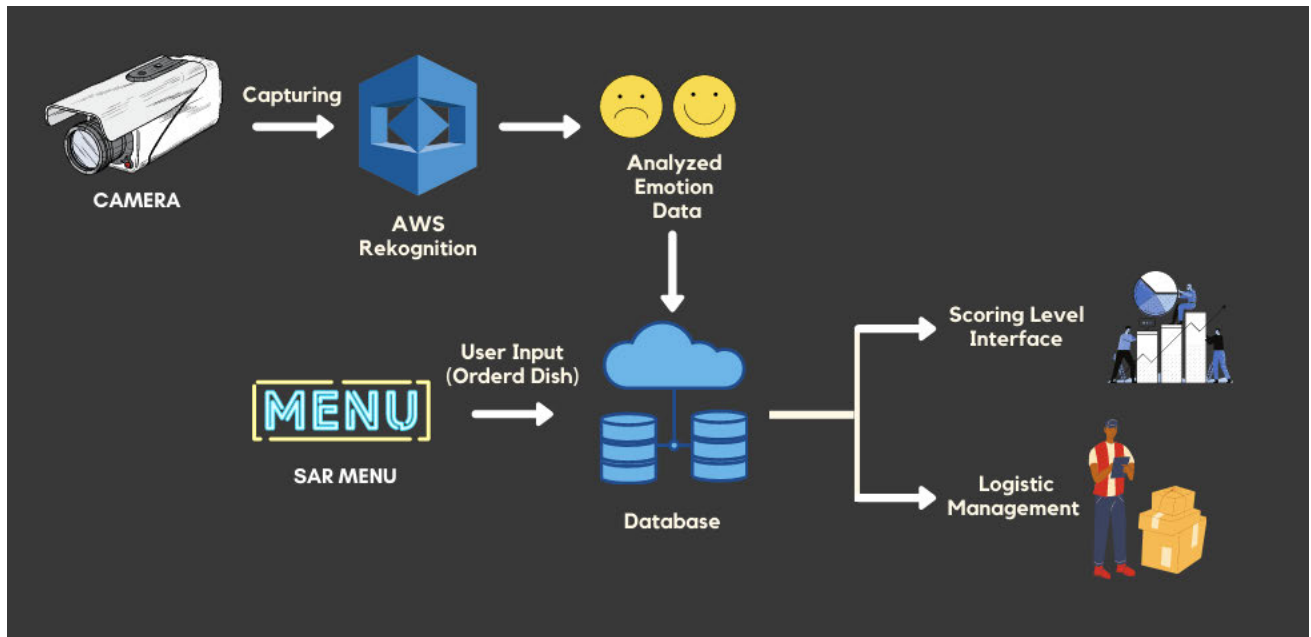 CAMERA
Capturing
AWS
Rekognition
Analyzed
Emotion
Data
MENU
SAR MENU
User Input
(Orderd Dish)
Database
Scoring Level
Interface
Logistic
Management